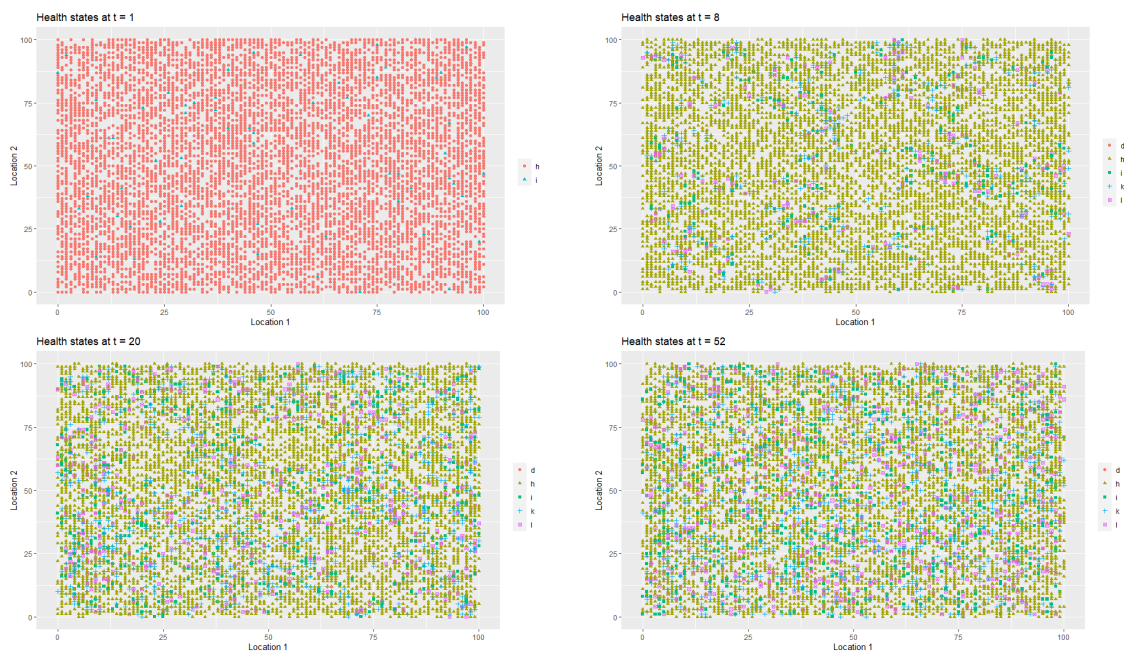 Health states at t = 1
100
75
50
25
0
Location 2
0
25
50
75
100
Location 1
h
i
Health states at t = 8
100
75
50
25
0
Location 2
0
25
50
75
100
Location 1
d
h
i
k
l
Health states at t = 20
100
75
50
25
0
Location 2
0
25
50
75
100
Location 1
d
h
i
k
l
Health states at t = 52
100
75
50
25
0
Location 2
0
25
50
75
100
Location 1
d
h
i
k
l